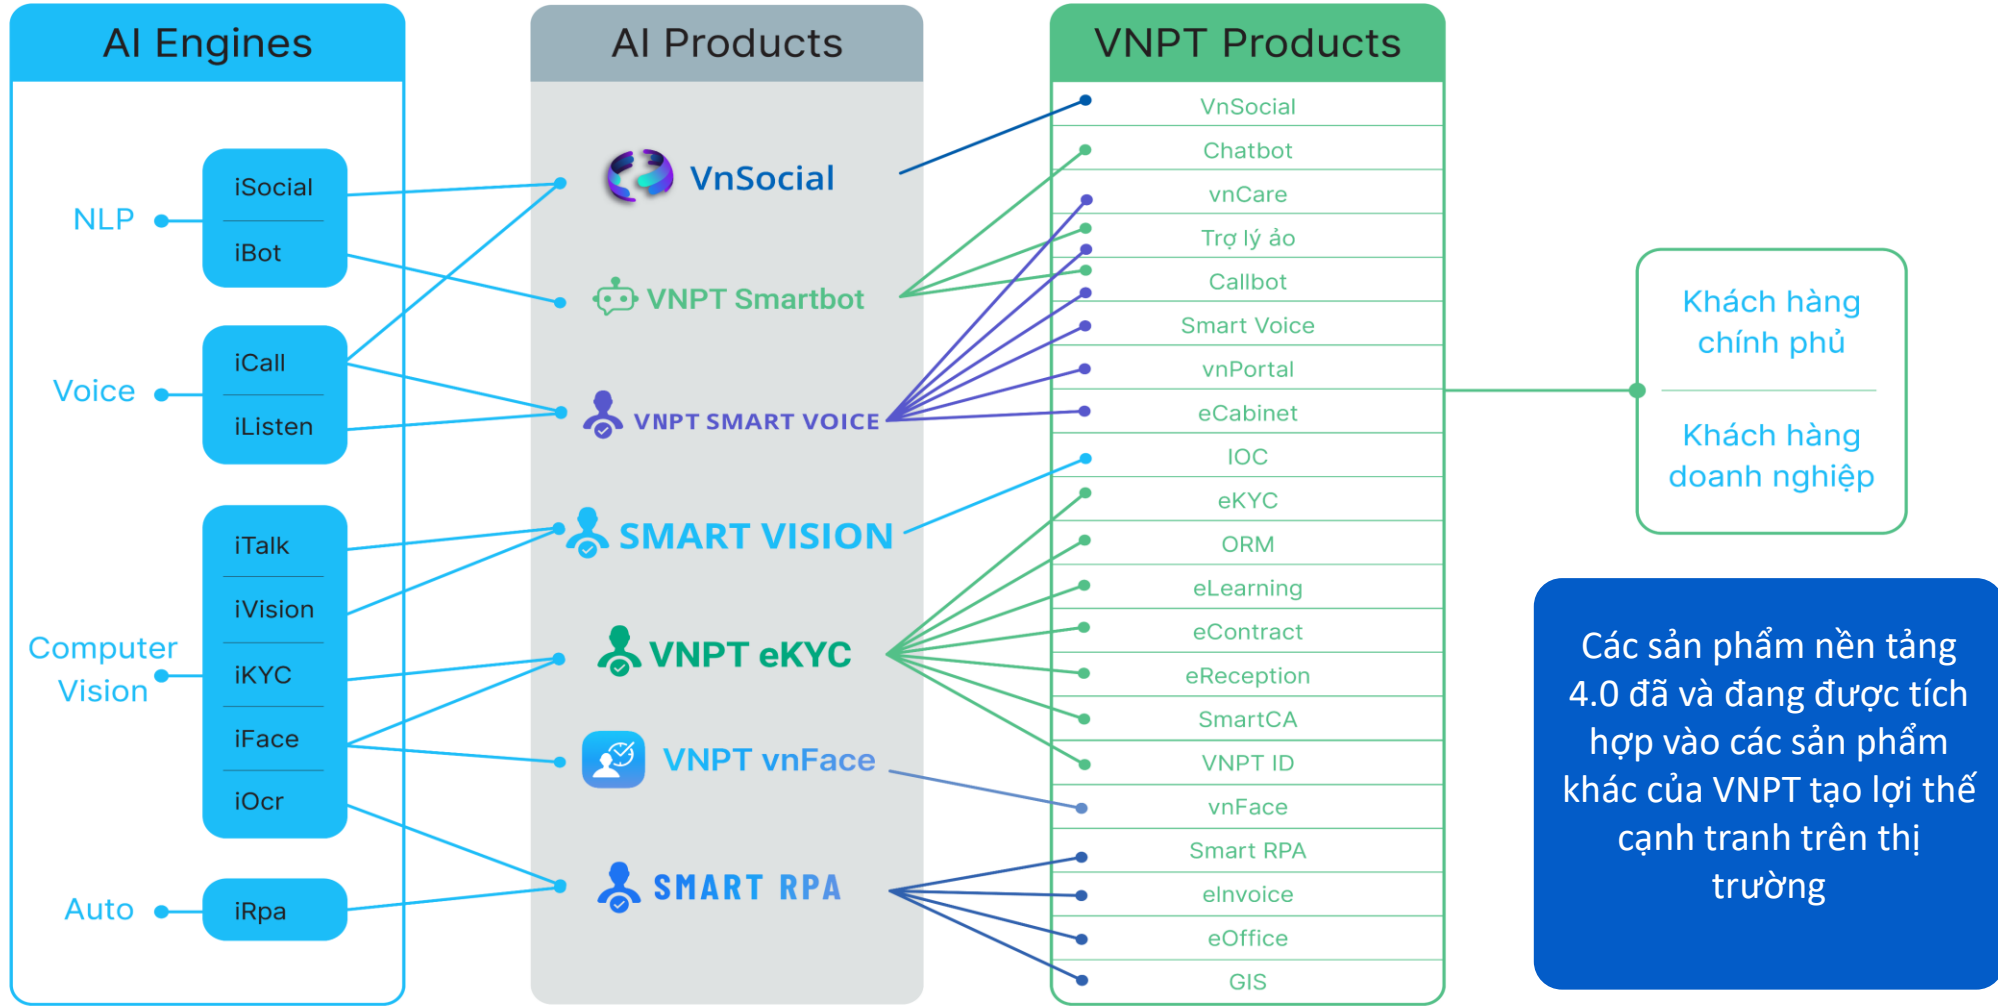 AI Engines
NLP
iSocial
iBot
Voice
iCall
iListen
Computer
Vision
iTalk
iVision
iKYC
iFace
iOcr
Auto
iRpa
AI Products
VnSocial
VNPT Smartbot
VNPT SMART VOICE
SMART VISION
VNPT eKYC
VNPT vnFace
SMART RPA
VNPT Products
VnSocial
Chatbot
vnCare
Trợ lý ảo
Callbot
Smart Voice
vnPortal
eCabinet
IOC
eKYC
ORM
eLearning
eContract
eReception
SmartCA
VNPT ID
vnFace
Smart RPA
eInvoice
eOffice
GIS
Khách hàng
chính phủ
Khách hàng
doanh nghiệp
Các sản phẩm nền tảng
4.0 đã và đang được tích
hợp vào các sản phẩm
khác của VNPT tạo lợi thế
cạnh tranh trên thị
trường